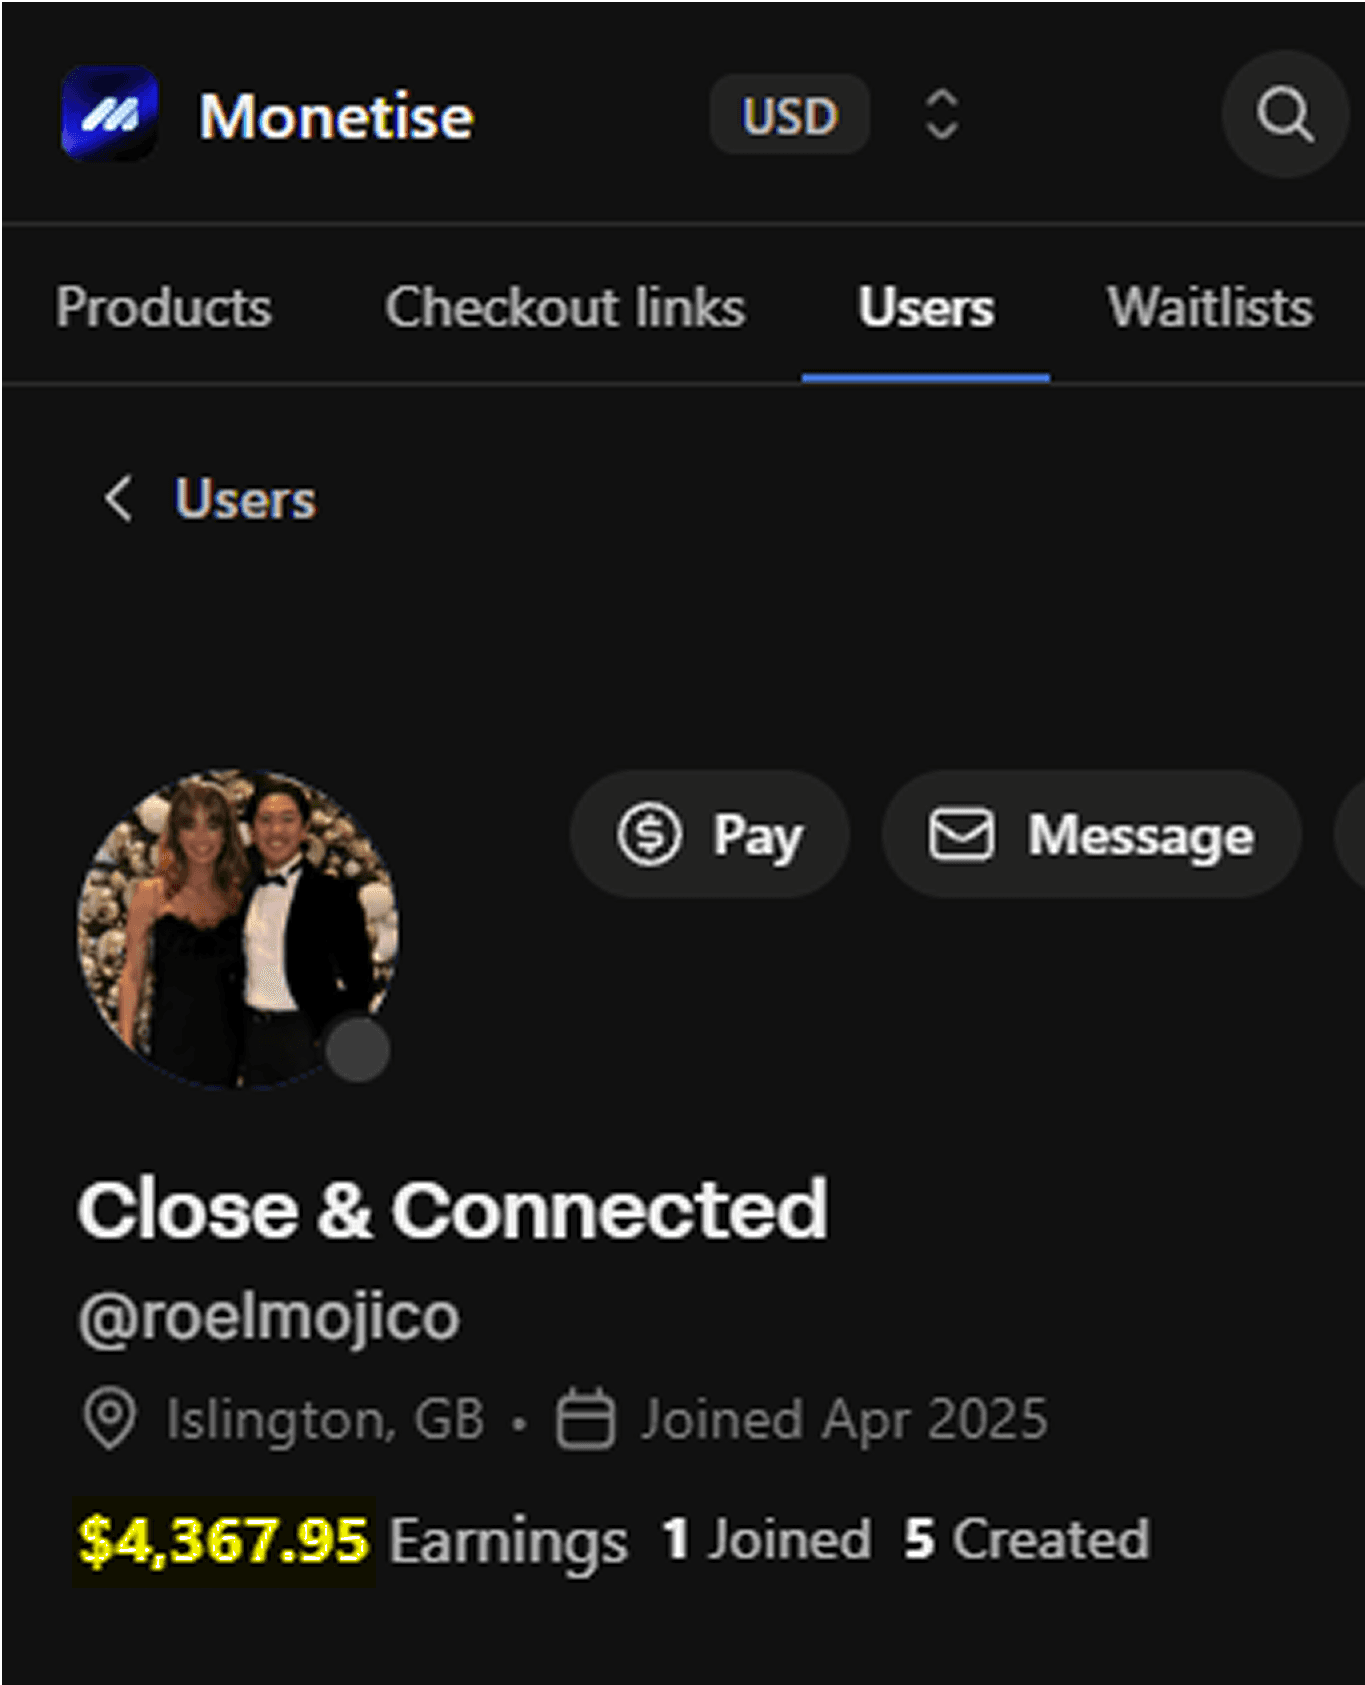 Monetise USD
Products Checkout links Users Waitlists
Users
Pay Message
Close & Connected
@roelmojico
Islington, GB • Joined Apr 2025
$4,367.95 Earnings 1 Joined 5 Created